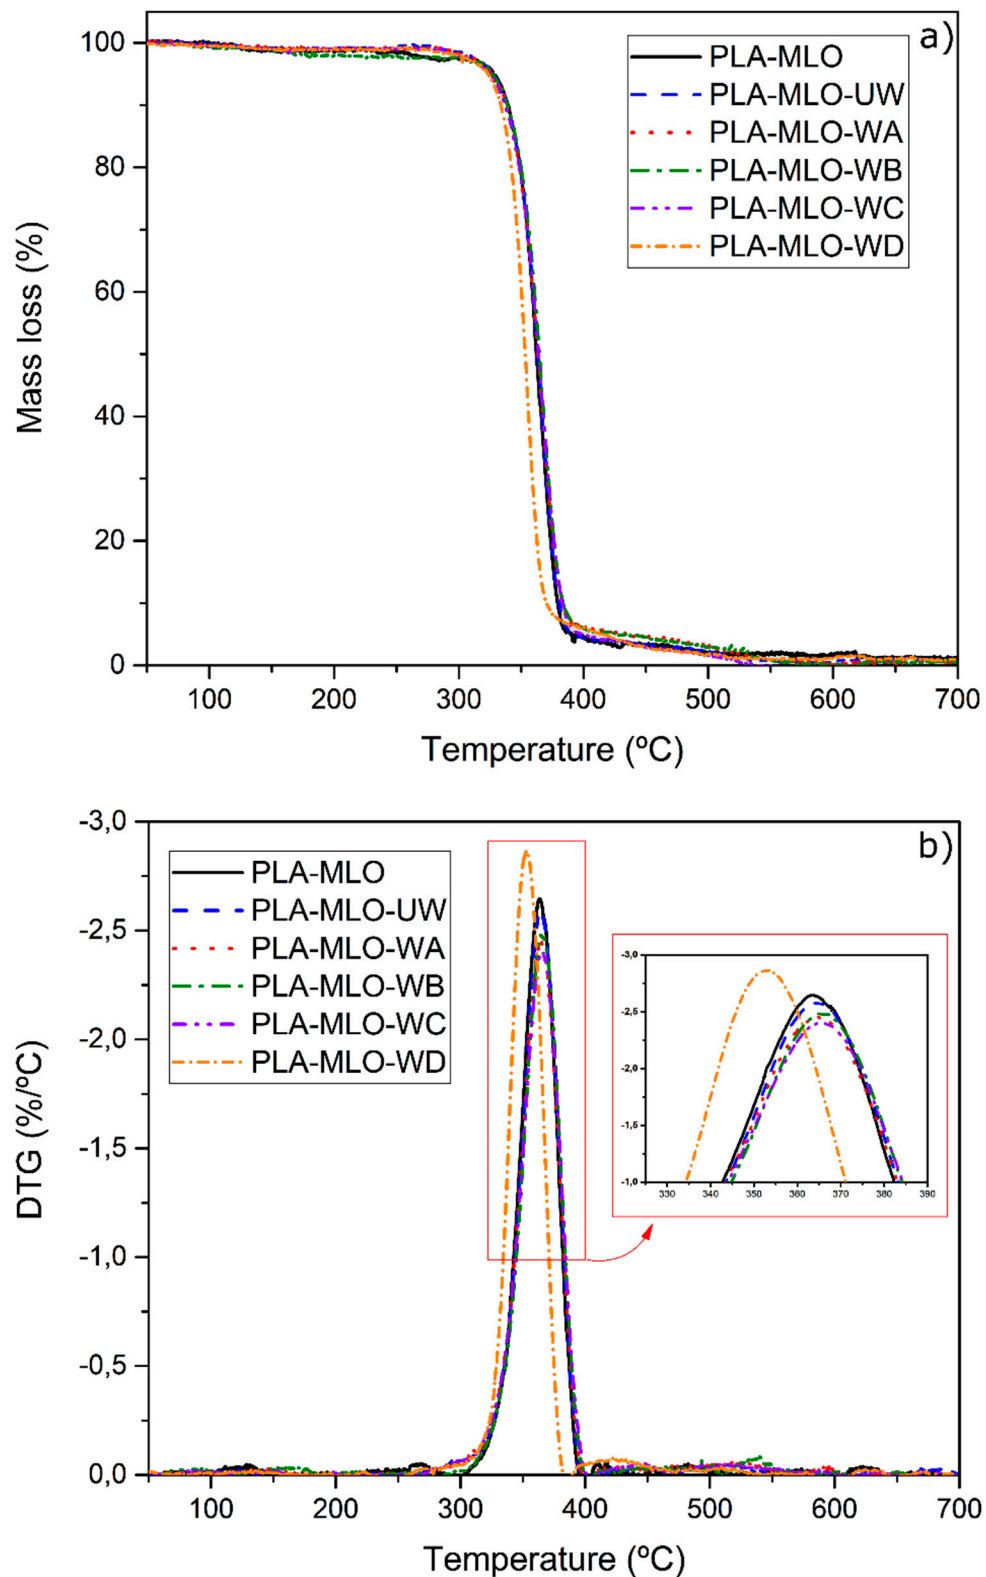 a)
PLA-MLO
PLA-MLO-UW
PLA-MLO-WA
PLA-MLO-WB
PLA-MLO-WC
PLA-MLO-WD
100
80
60
40
20
0
Mass loss (%)
100 200 300 400 500 600 700
Temperature (ºC)
b)
PLA-MLO
PLA-MLO-UW
PLA-MLO-WA
PLA-MLO-WB
PLA-MLO-WC
PLA-MLO-WD
-3,0
-2,5
-2,0
-1,5
-1,0
-0,5
0,0
DTG (%/ºC)
-3,0
-2,5
-2,0
-1,5
-1,0
330 340 350 360 370 380 390
100 200 300 400 500 600 700
Temperature (ºC)